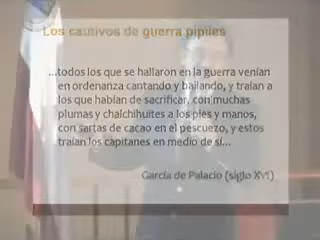 Los cautivos de guerra pipiles
...todos los que se hallaron en la guerra venían
en ordenanza cantando y bailando, y traían a
los que habían de sacrificar, con muchas
plumas y chalchihuites a los pies y manos,
con sartas de cacao en el pescuezo, y estos
traían los capitanes en medio de sí...
García de Palacio (siglo XVI)